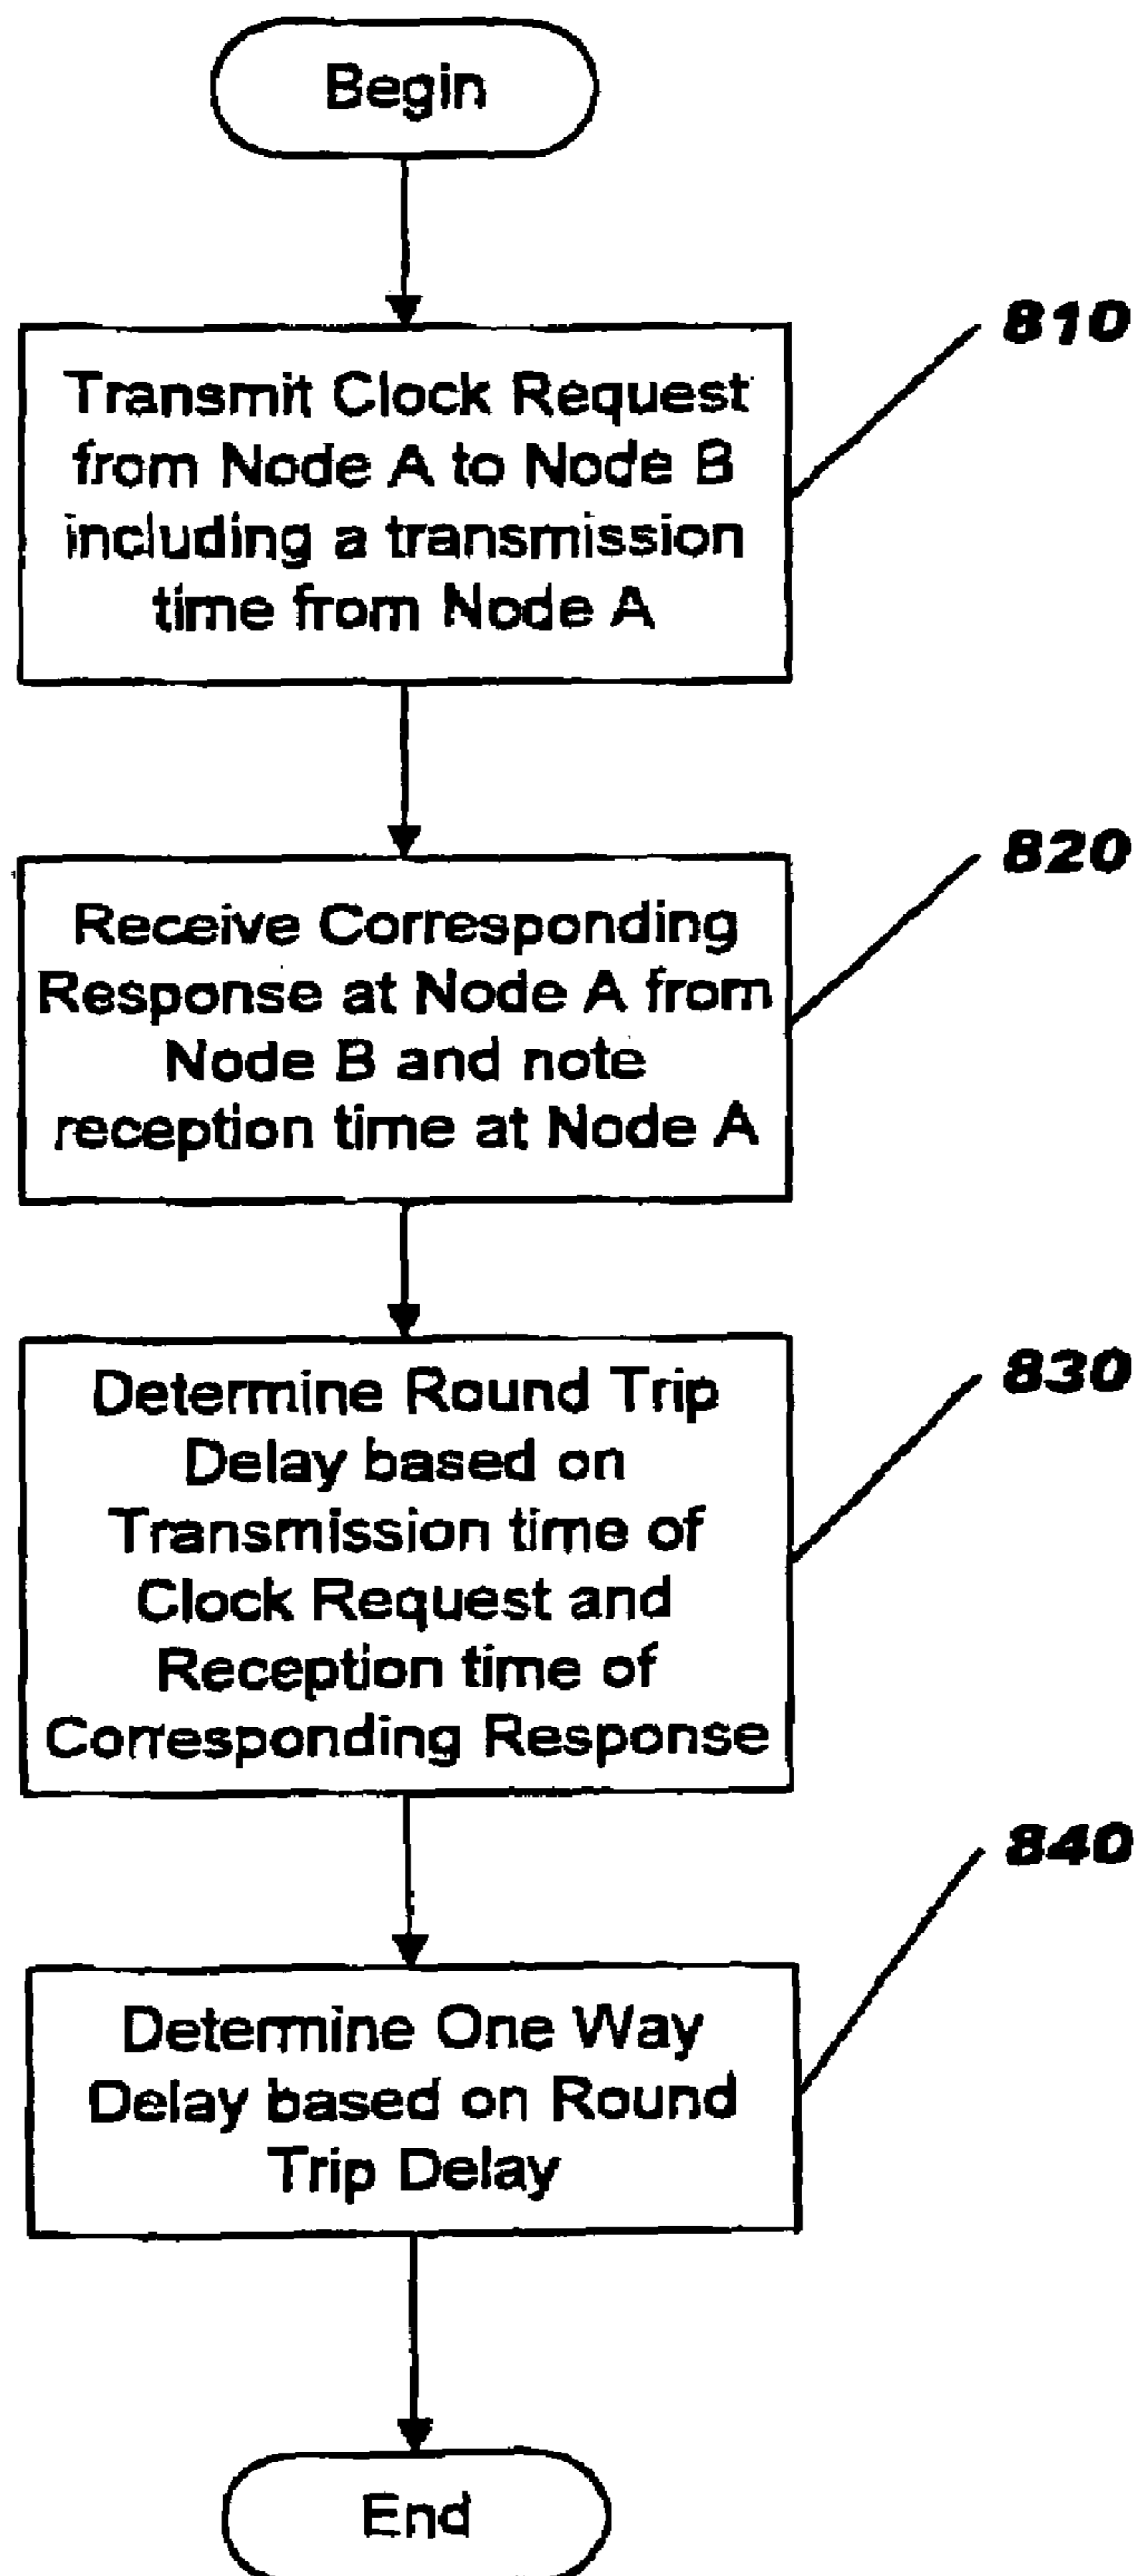 Begin
810
Transmit Clock Request
from Node A to Node B
including a transmission
time from Node A
820
Receive Corresponding
Response at Node A from
Node B and note
reception time at Node A
830
Determine Round Trip
Delay based on
Transmission time of
Clock Request and
Reception time of
Corresponding Response
840
Determine One Way
Delay based on Round
Trip Delay
End